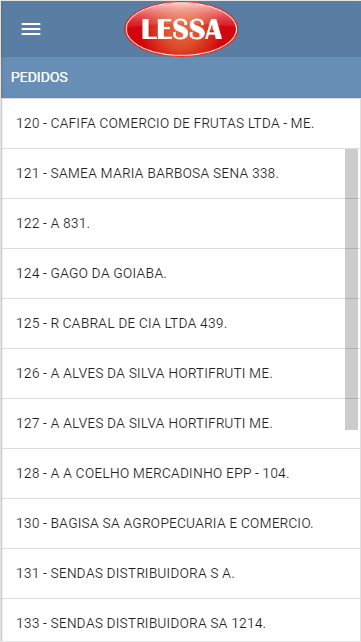 LESSA
PEDIDOS
120 - CAFIFA COMERCIO DE FRUTAS LTDA - ME.
121 - SAMEA MARIA BARBOSA SENA 338.
122 - A 831.
124 - GAGO DA GOIABA.
125 - R CABRAL DE CIA LTDA 439.
126 - A ALVES DA SILVA HORTIFRUTI ME.
127 - A ALVES DA SILVA HORTIFRUTI ME.
128 - A A COELHO MERCADINHO EPP - 104.
130 - BAGISA SA AGROPECUARIA E COMERCIO.
131 - SENDAS DISTRIBUIDORA S A.
133 - SENDAS DISTRIBUIDORA SA 1214.